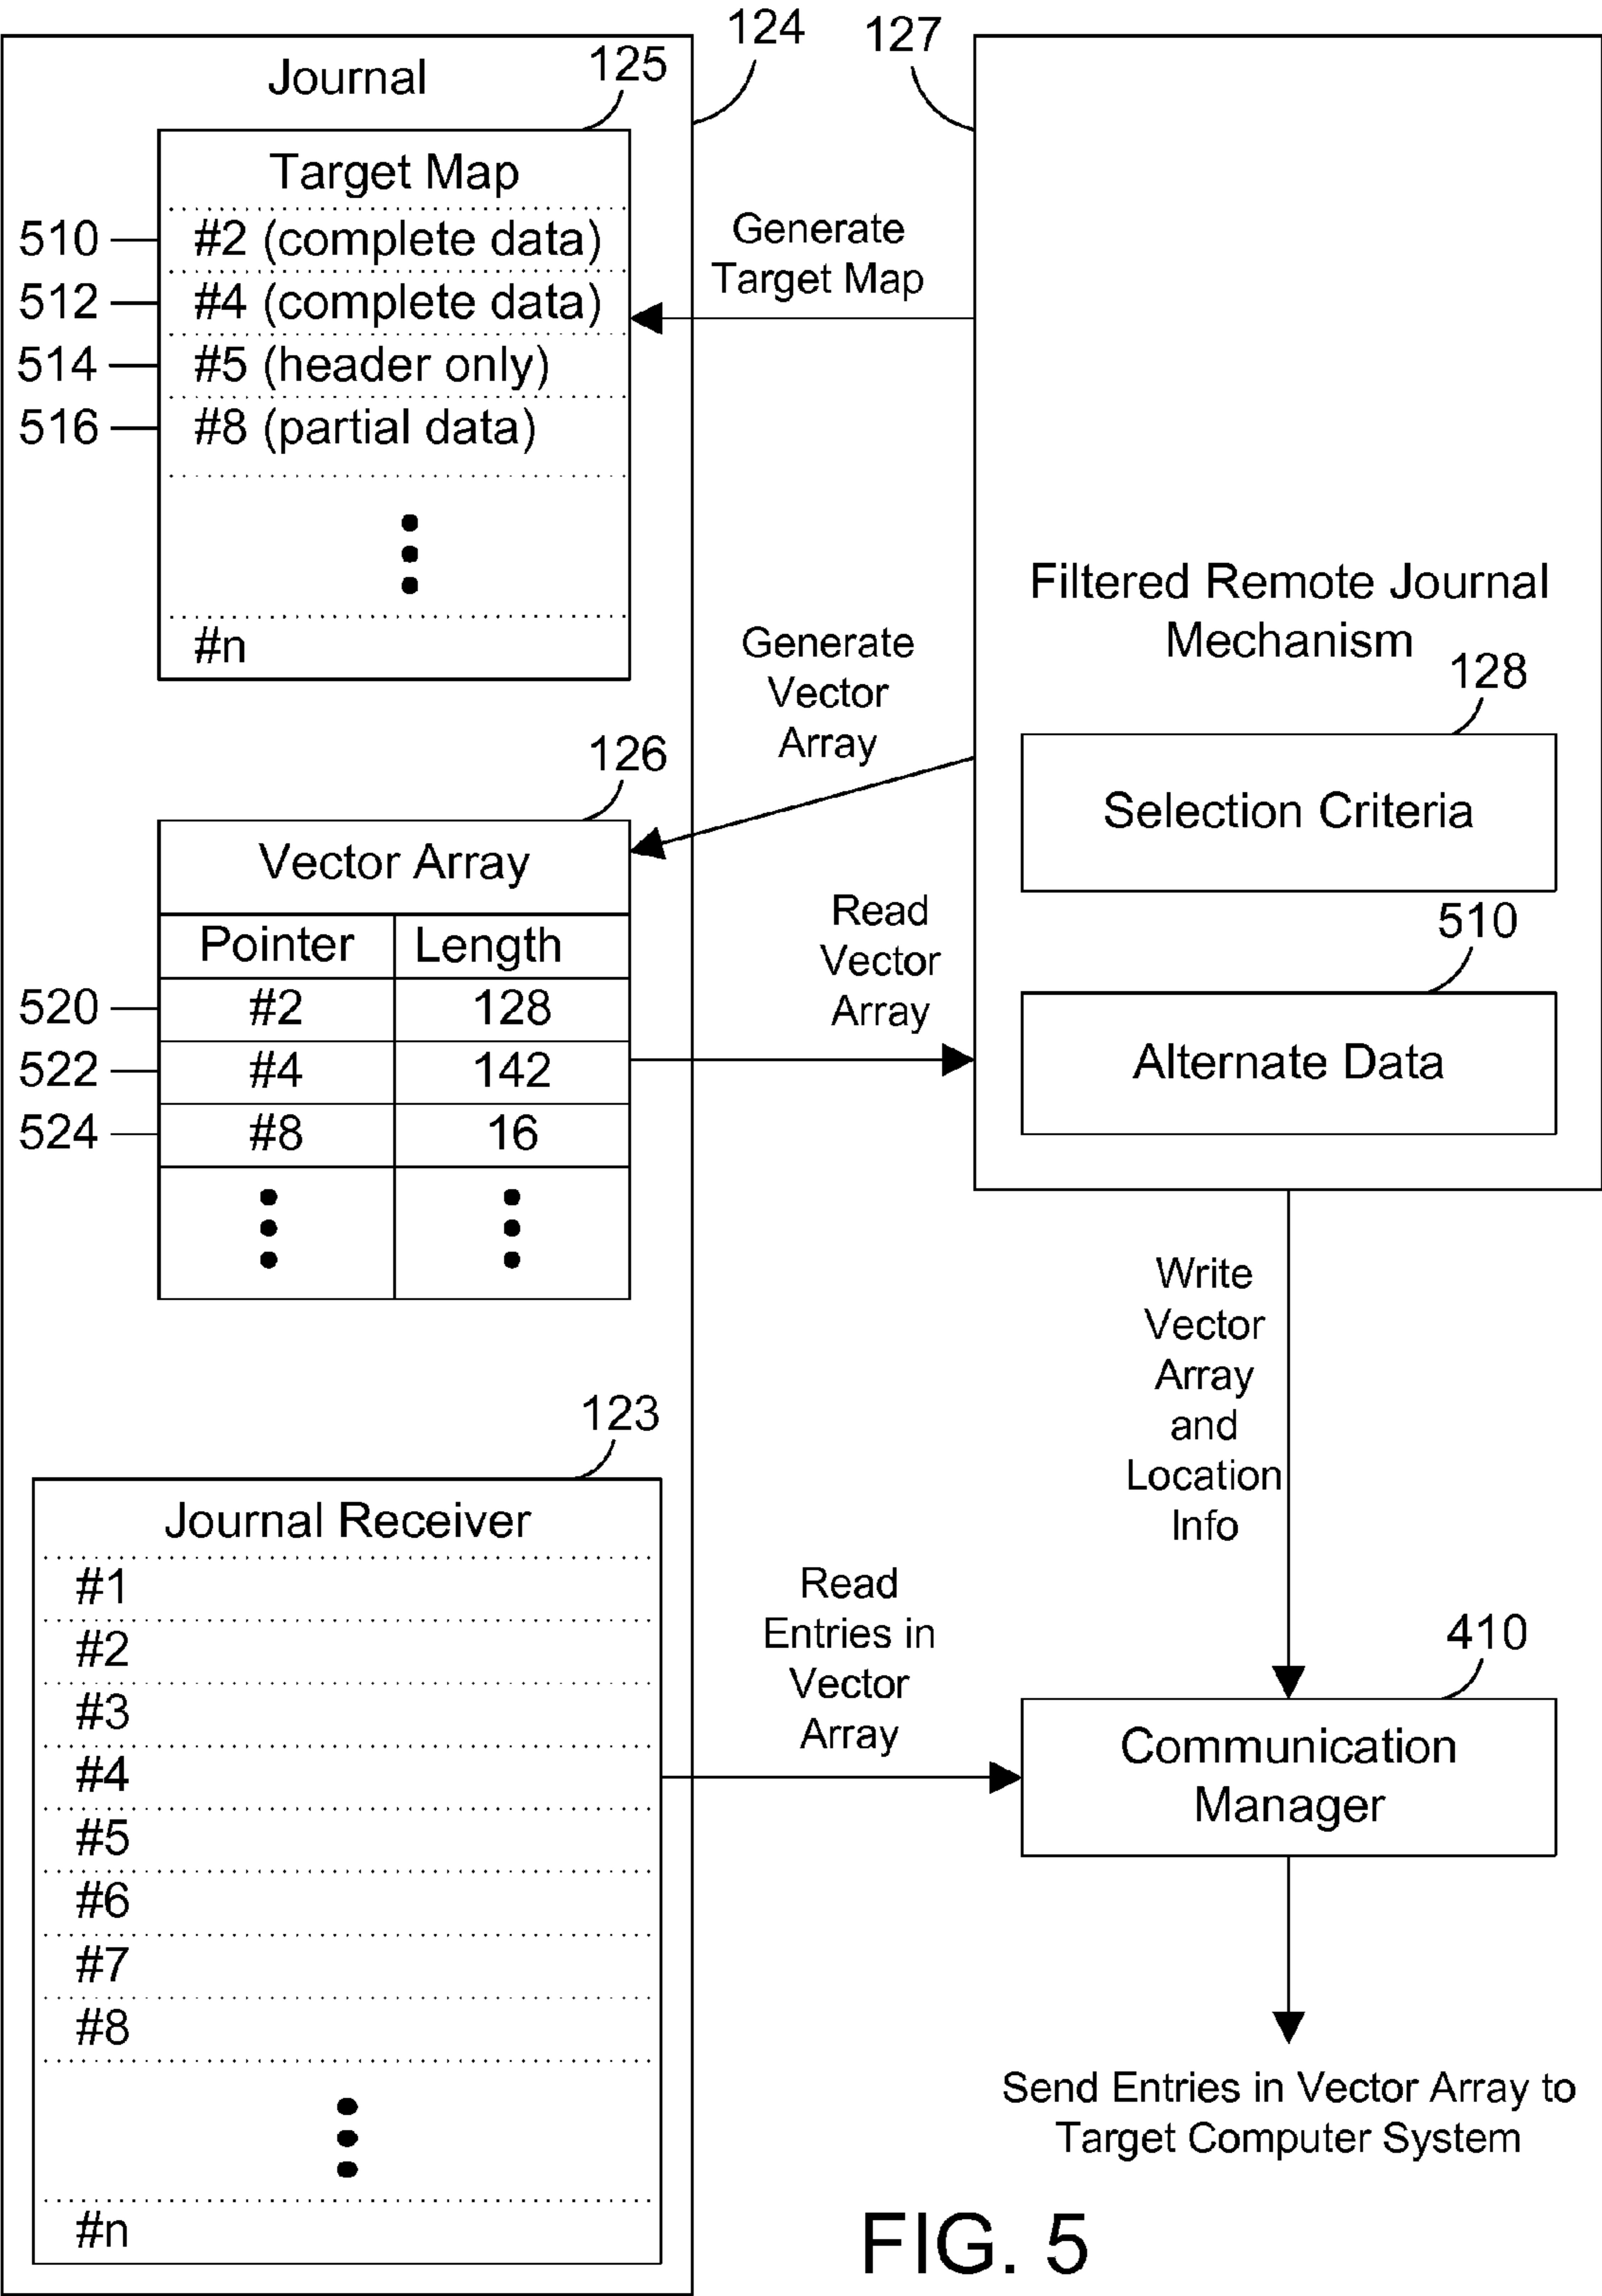 Journal
124
127
125
Target Map
510
#2 (complete data)
512
#4 (complete data)
514
#5 (header only)
516
#8 (partial data)
#n
Generate
Target Map
Generate
Vector
Array
Filtered Remote Journal
Mechanism
128
Selection Criteria
510
Alternate Data
126
Vector Array
Pointer Length
520 #2 128
522 #4 142
524 #8 16
Read
Vector
Array
Write
Vector
Array
and
Location
Info
123
Journal Receiver
#1
#2
#3
#4
#5
#6
#7
#8
#n
Read
Entries in
Vector
Array
410
Communication
Manager
Send Entries in Vector Array to
Target Computer System
FIG. 5